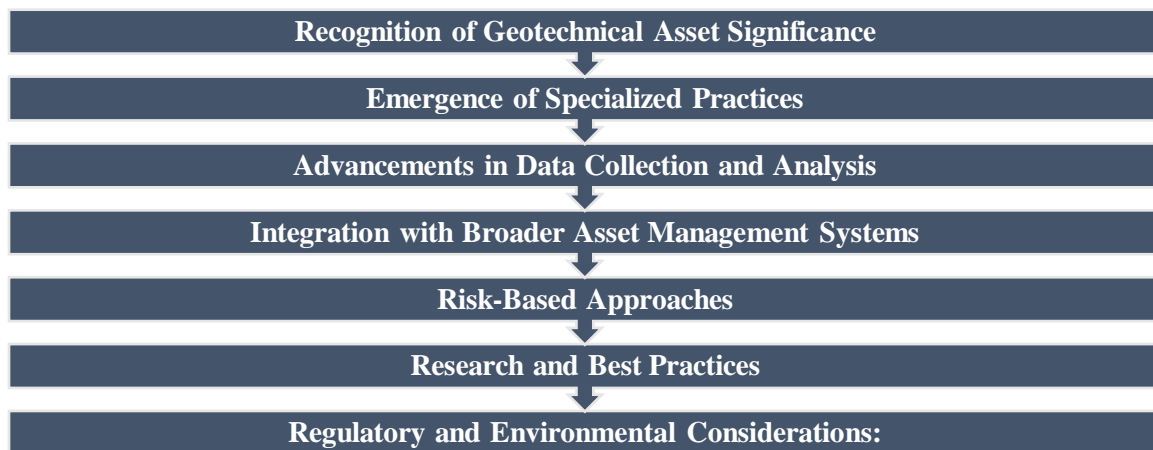 Recognition of Geotechnical Asset Significance
Emergence of Specialized Practices
Advancements in Data Collection and Analysis
Integration with Broader Asset Management Systems
Risk-Based Approaches
Research and Best Practices
Regulatory and Environmental Considerations: